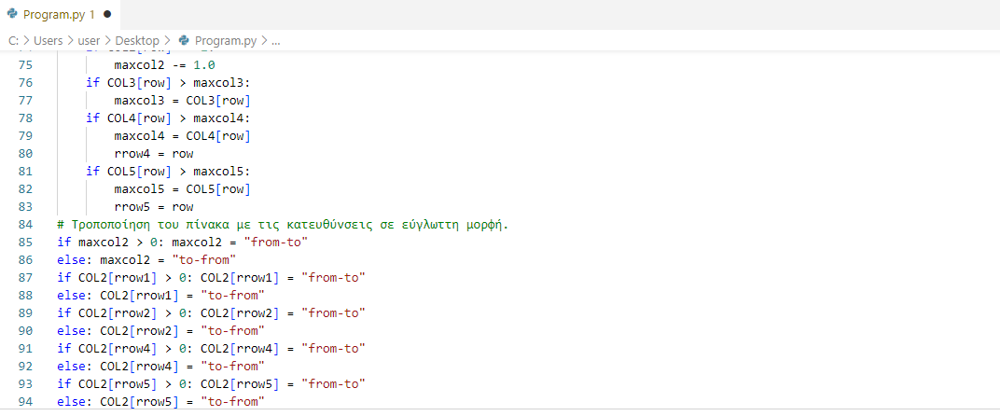 Program.py 1
C: > Users > user > Desktop > Program.py > ...
75 maxcol2 -= 1.0
76 if COL3[row] > maxcol3:
77 maxcol3 = COL3[row]
78 if COL4[row] > maxcol4:
79 maxcol4 = COL4[row]
80 rrow4 = row
81 if COL5[row] > maxcol5:
82 maxcol5 = COL5[row]
83 rrow5 = row
84 # Τροποποίηση του πίνακα με τις κατευθύνσεις σε εύγλωττη μορφή.
85 if maxcol2 > 0: maxcol2 = "from-to"
86 else: maxcol2 = "to-from"
87 if COL2[rrow1] > 0: COL2[rrow1] = "from-to"
88 else: COL2[rrow1] = "to-from"
89 if COL2[rrow2] > 0: COL2[rrow2] = "from-to"
90 else: COL2[rrow2] = "to-from"
91 if COL2[rrow4] > 0: COL2[rrow4] = "from-to"
92 else: COL2[rrow4] = "to-from"
93 if COL2[rrow5] > 0: COL2[rrow5] = "from-to"
94 else: COL2[rrow5] = "to-from"